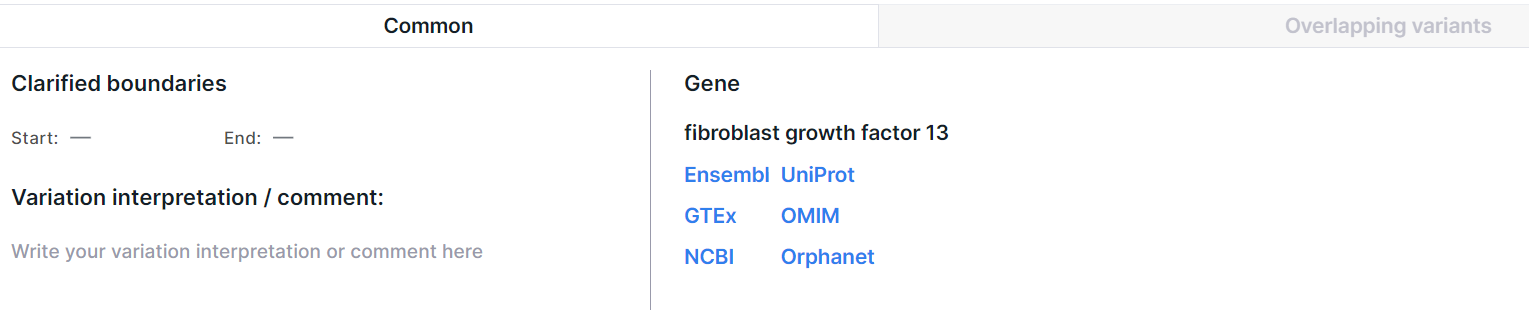 Common
Overlapping variants
Clarified boundaries
Start: —
End: —
Variation interpretation / comment:
Write your variation interpretation or comment here
Gene
fibroblast growth factor 13
Ensembl UniProt
GTEx OMIM
NCBI Orphanet